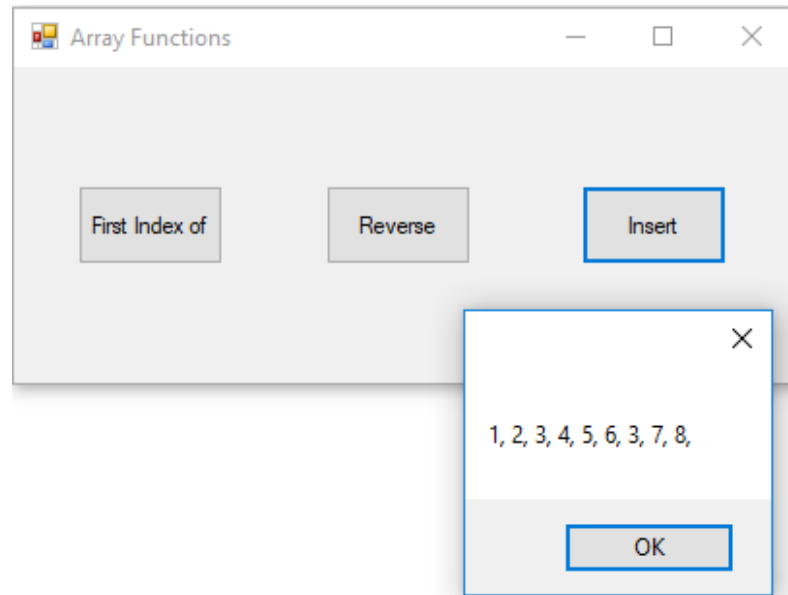 Array Functions
First Index of
Reverse
Insert
1, 2, 3, 4, 5, 6, 3, 7, 8,
OK